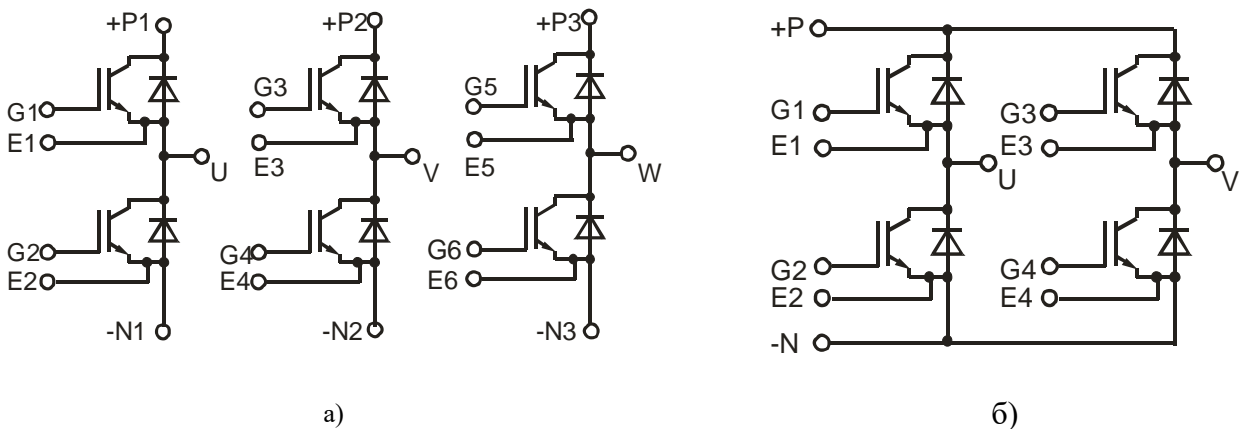 +P1
+P2
+P3
G1
E1
U
G3
E3
V
G5
E5
W
G2
E2
G4
E4
G6
E6
-N1
-N2
-N3
а)
+P
G1
E1
U
G3
E3
V
G2
E2
G4
E4
-N
б)